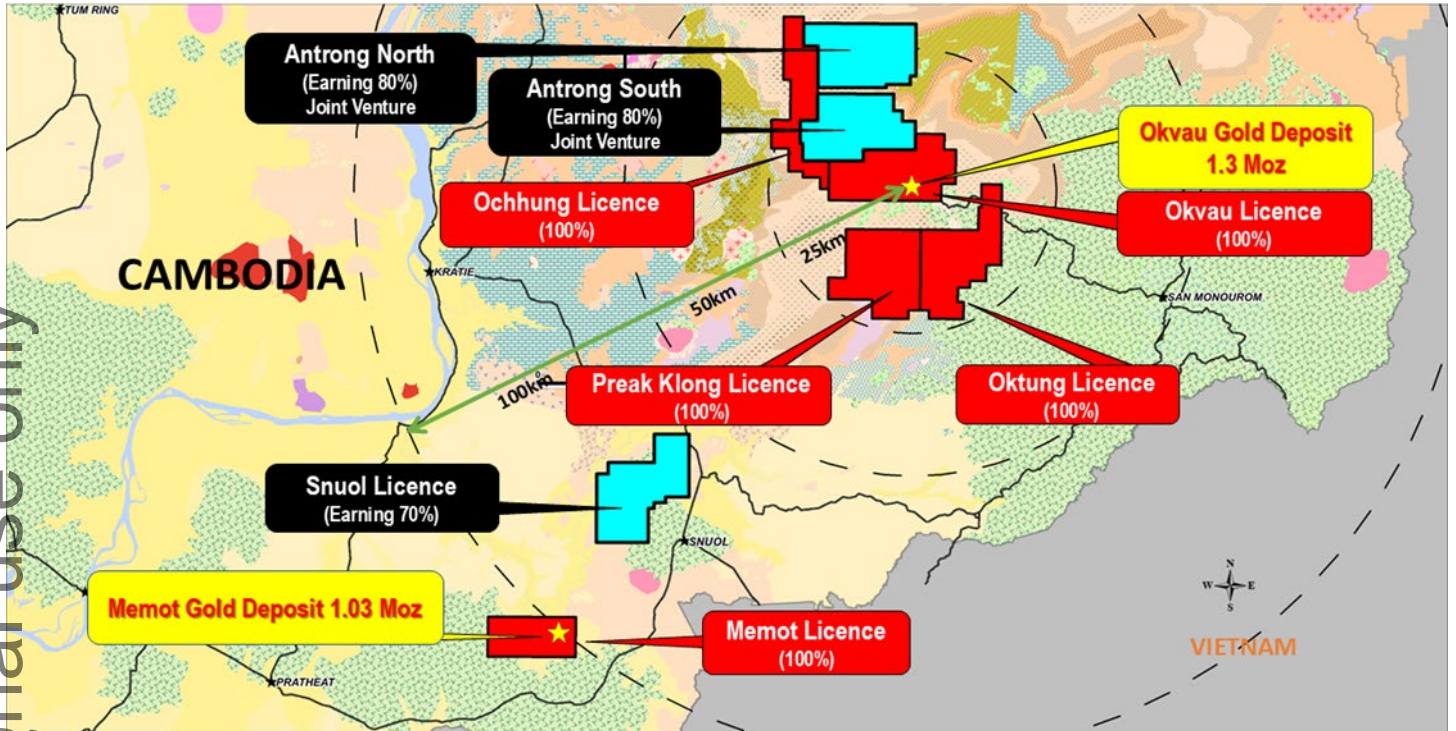 TUM RING
Antrong North
(Earning 80%)
Joint Venture
Antrong South
(Earning 80%)
Joint Venture
Okvau Gold Deposit
1.3 Moz
Ochhung Licence
(100%)
Okvau Licence
(100%)
CAMBODIA
KRATIE
25km
50km
100km
SAN MONOUROM
Preak Klong Licence
(100%)
Oktung Licence
(100%)
Snuol Licence
(Earning 70%)
SNUOL
Memot Gold Deposit 1.03 Moz
Memot Licence
(100%)
N
W E
S
VIETNAM
PRATHEAT
use only